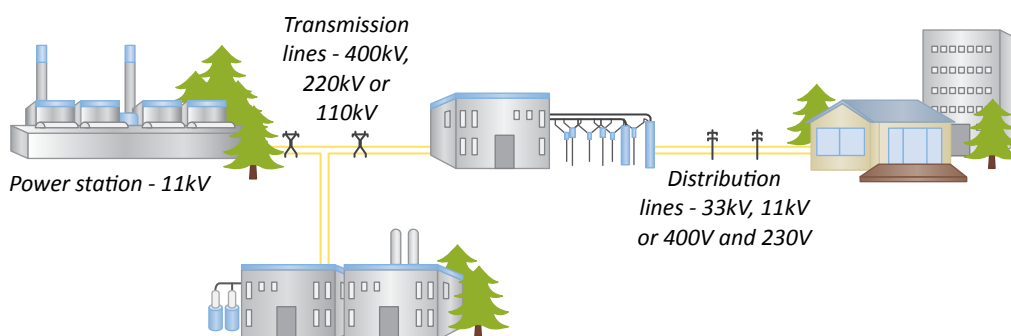 Transmission
lines - 400kV,
220kV or
110kV
Power station - 11kV
Distribution
lines - 33kV, 11kV
or 400V and 230V